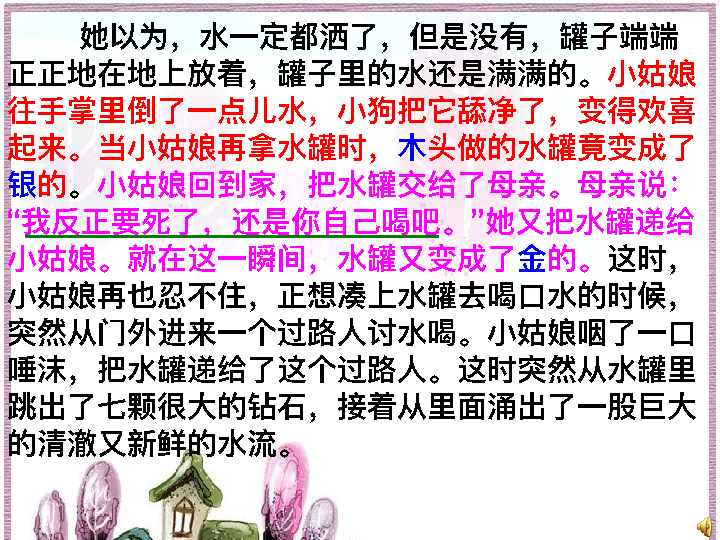 她以为，水一定都洒了，但是没有，罐子端端
正正地在地上放着，罐子里的水还是满满的。小姑娘
往手掌里倒了一点儿水，小狗把它舔净了，变得欢喜
起来。当小姑娘再拿水罐时，木头做的水罐竟变成了
银的。小姑娘回到家，把水罐交给了母亲。母亲说：
“我反正要死了，还是你自己喝吧。”她又把水罐递给
小姑娘。就在这一瞬间，水罐又变成了金的。这时，
小姑娘再也忍不住，正想凑上水罐去喝口水的时候，
突然从门外进来一个过路人讨水喝。小姑娘咽了一口
唾沫，把水罐递给了这个过路人。这时突然从水罐里
跳出了七颗很大的钻石，接着从里面涌出了一股巨大
的清澈又新鲜的水流。